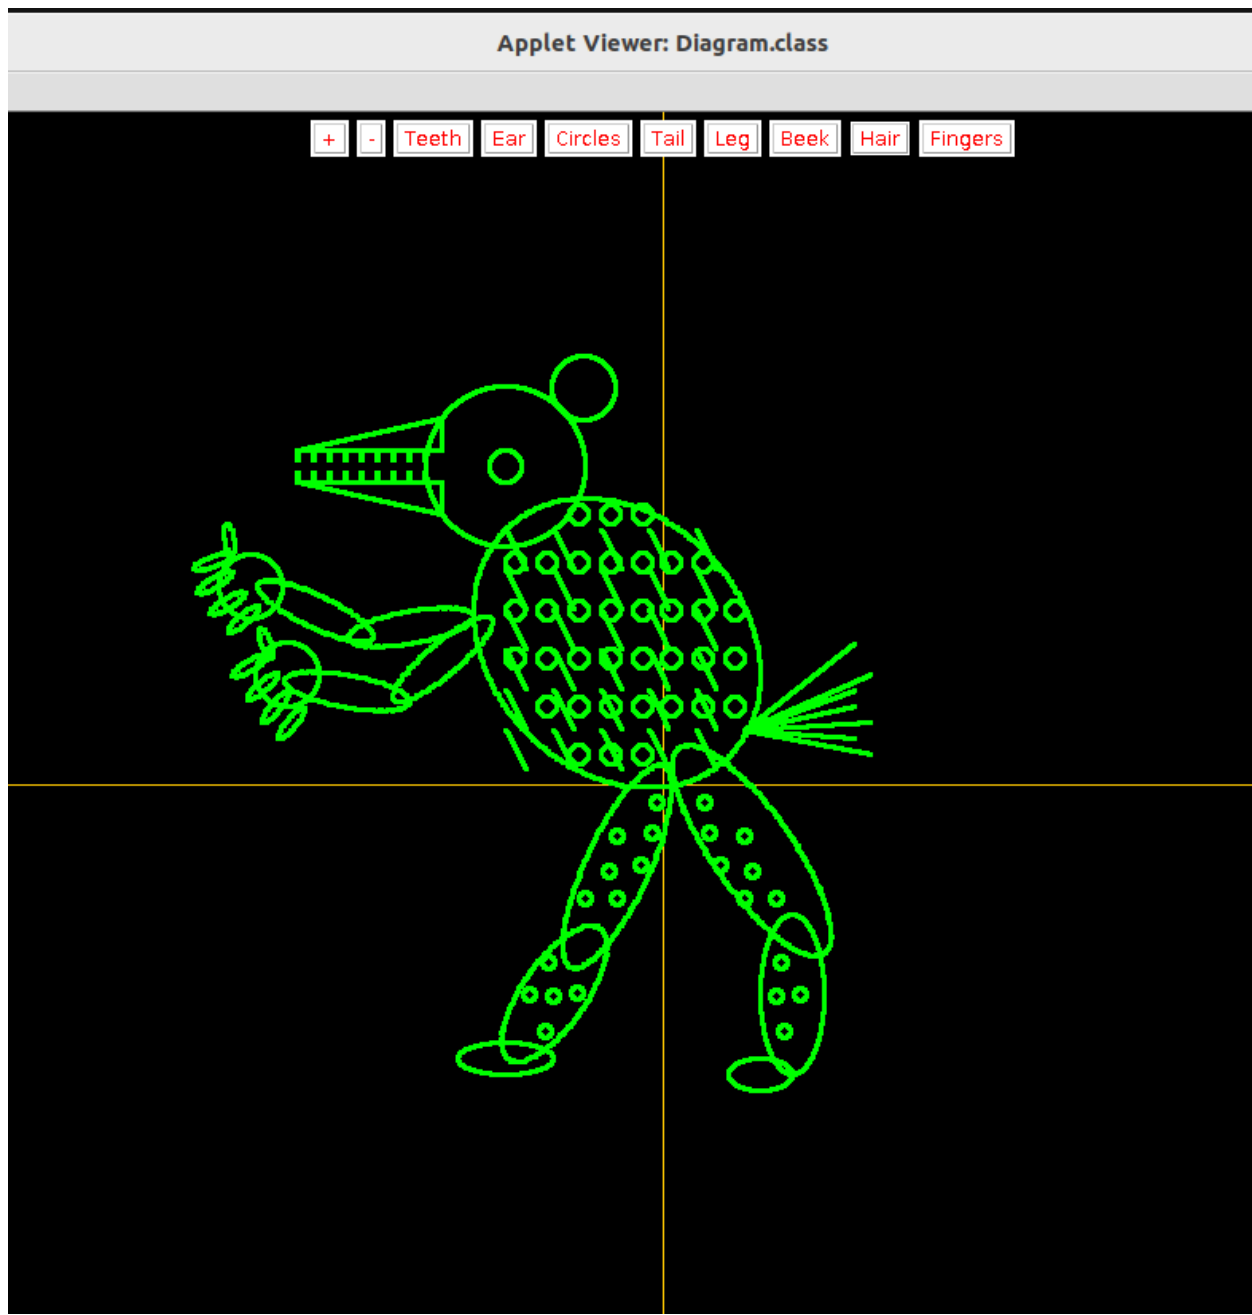 Applet Viewer: Diagram.class
+ - Teeth Ear Circles Tail Leg Beek Hair Fingers